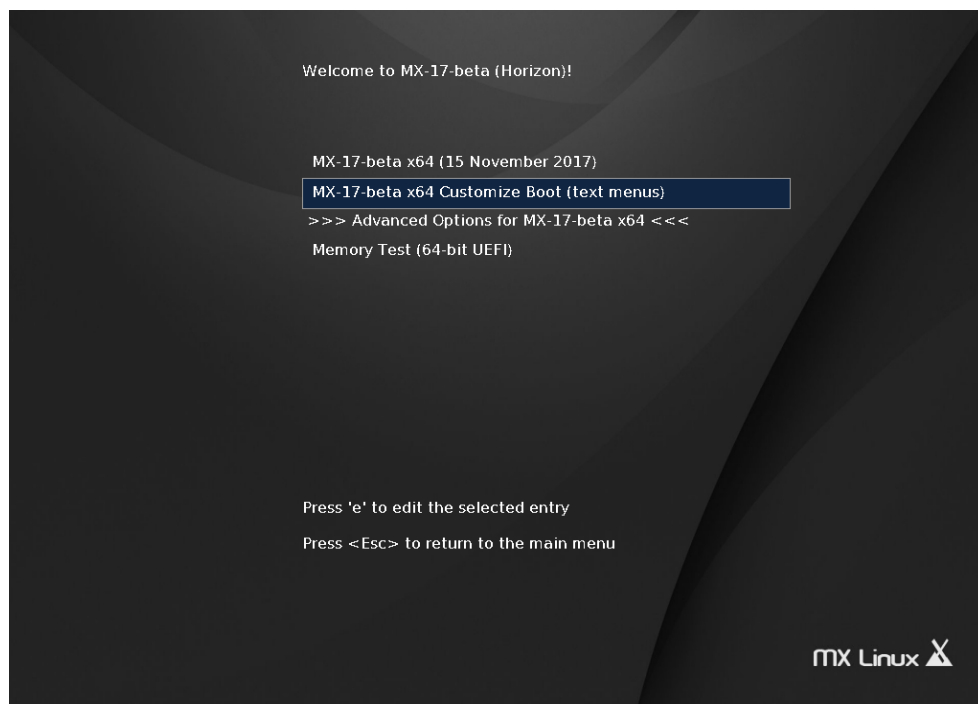 Welcome to MX-17-beta (Horizon)!
MX-17-beta x64 (15 November 2017)
MX-17-beta x64 Customize Boot (text menus)
>>> Advanced Options for MX-17-beta x64 <<<
Memory Test (64-bit UEFI)
Press 'e' to edit the selected entry
Press <Esc> to return to the main menu
MX Linux